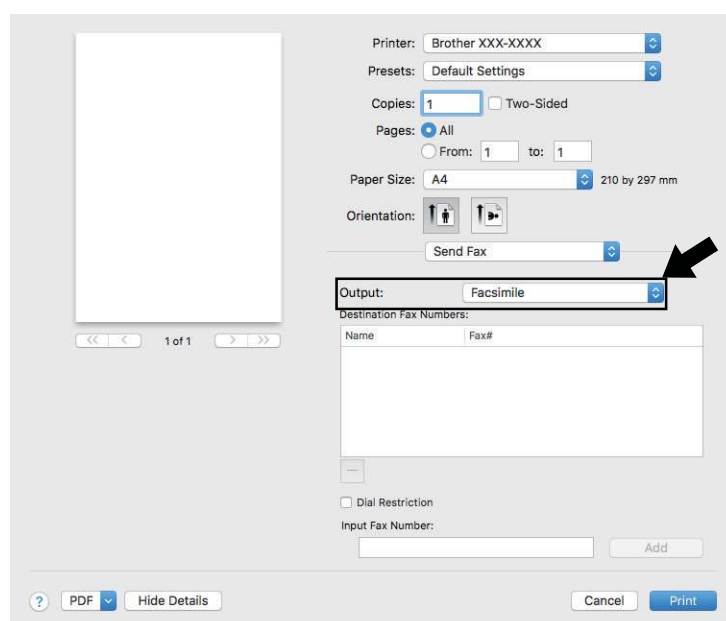 Printer: Brother XXX-XXXX
Presets: Default Settings
Copies: 1 Two-Sided
Pages: All
From: 1 to: 1
Paper Size: A4 210 by 297 mm
Orientation:
Send Fax
Output: Facsimile
Destination Fax Numbers:
Name Fax#
<< < 1 of 1 > >>
Dial Restriction
Input Fax Number:
Add
? PDF Hide Details Cancel Print